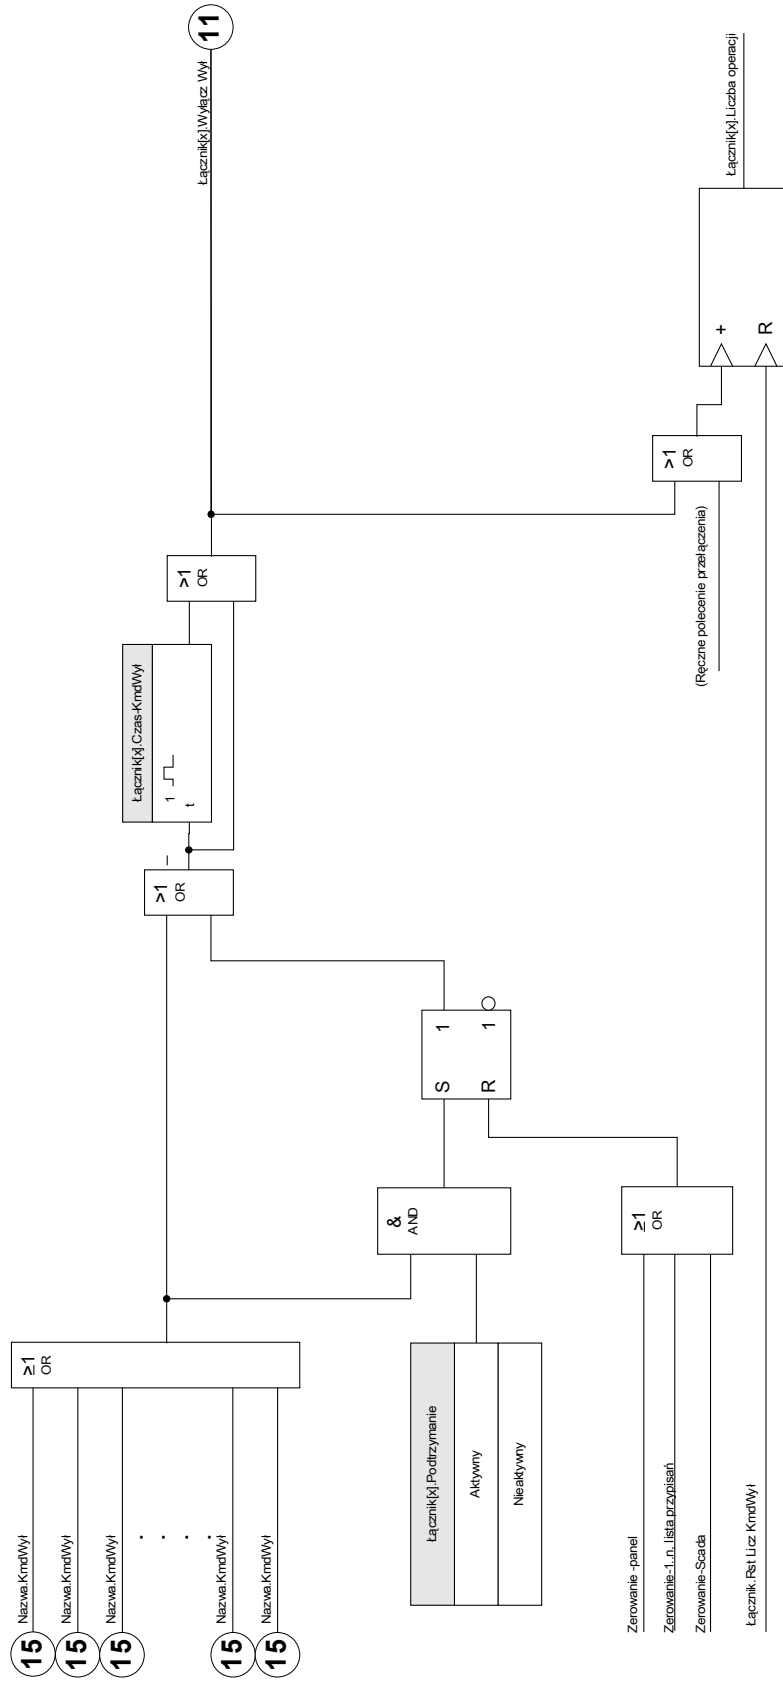 15
Nazwa.KmdWył
15
Nazwa.KmdWył
15
Nazwa.KmdWył
. . . .
15
Nazwa.KmdWył
15
Nazwa.KmdWył
≥1
OR
Łącznik[x].Podtrzymanie
Aktywny
Nieaktywny
&
AND
Zerowanie -panel
Zerowanie-1..n, lista przypisań
Zerowanie-Scada
≥1
OR
S 1
R 1
>1
OR
Łącznik[x].Czas-KmdWył
1
t
>1
OR
Łącznik[x].Wyłącz Wył
11
(Ręczne polecenie przełączenia)
>1
OR
Łącznik.Rst Licz KmdWył
+
R
Łącznik[x].Liczba operacji